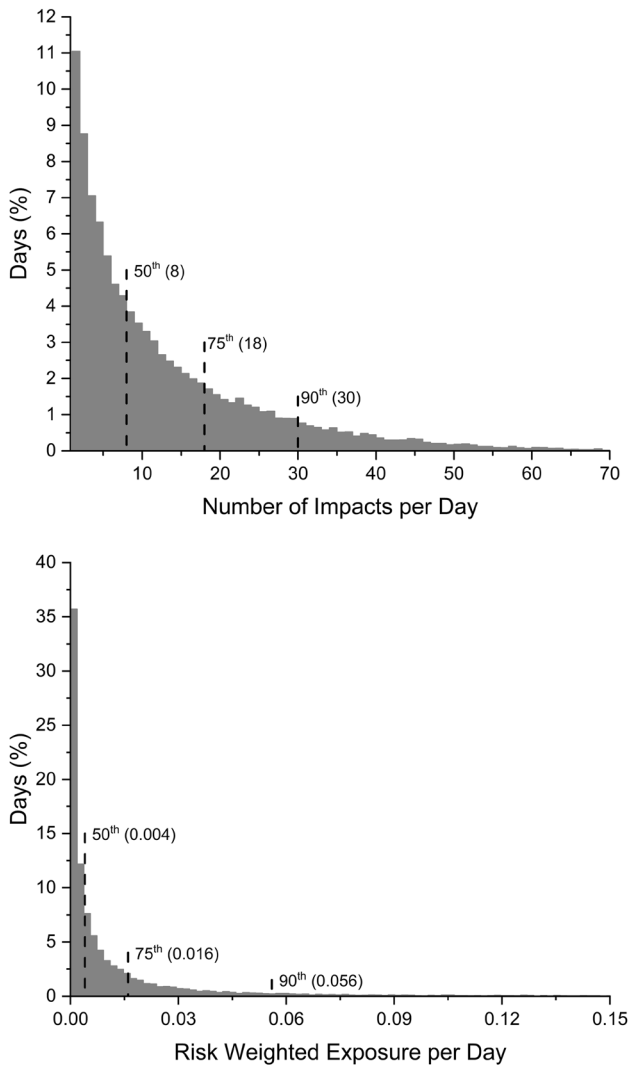 12
11
10
9
8
7
6
5
4
3
2
1
0
Days (%)
50th (8)
75th (18)
90th (30)
10 20 30 40 50 60 70
Number of Impacts per Day
40
35
30
25
20
15
10
5
0
Days (%)
50th (0.004)
75th (0.016)
90th (0.056)
0.00 0.03 0.06 0.09 0.12 0.15
Risk Weighted Exposure per Day